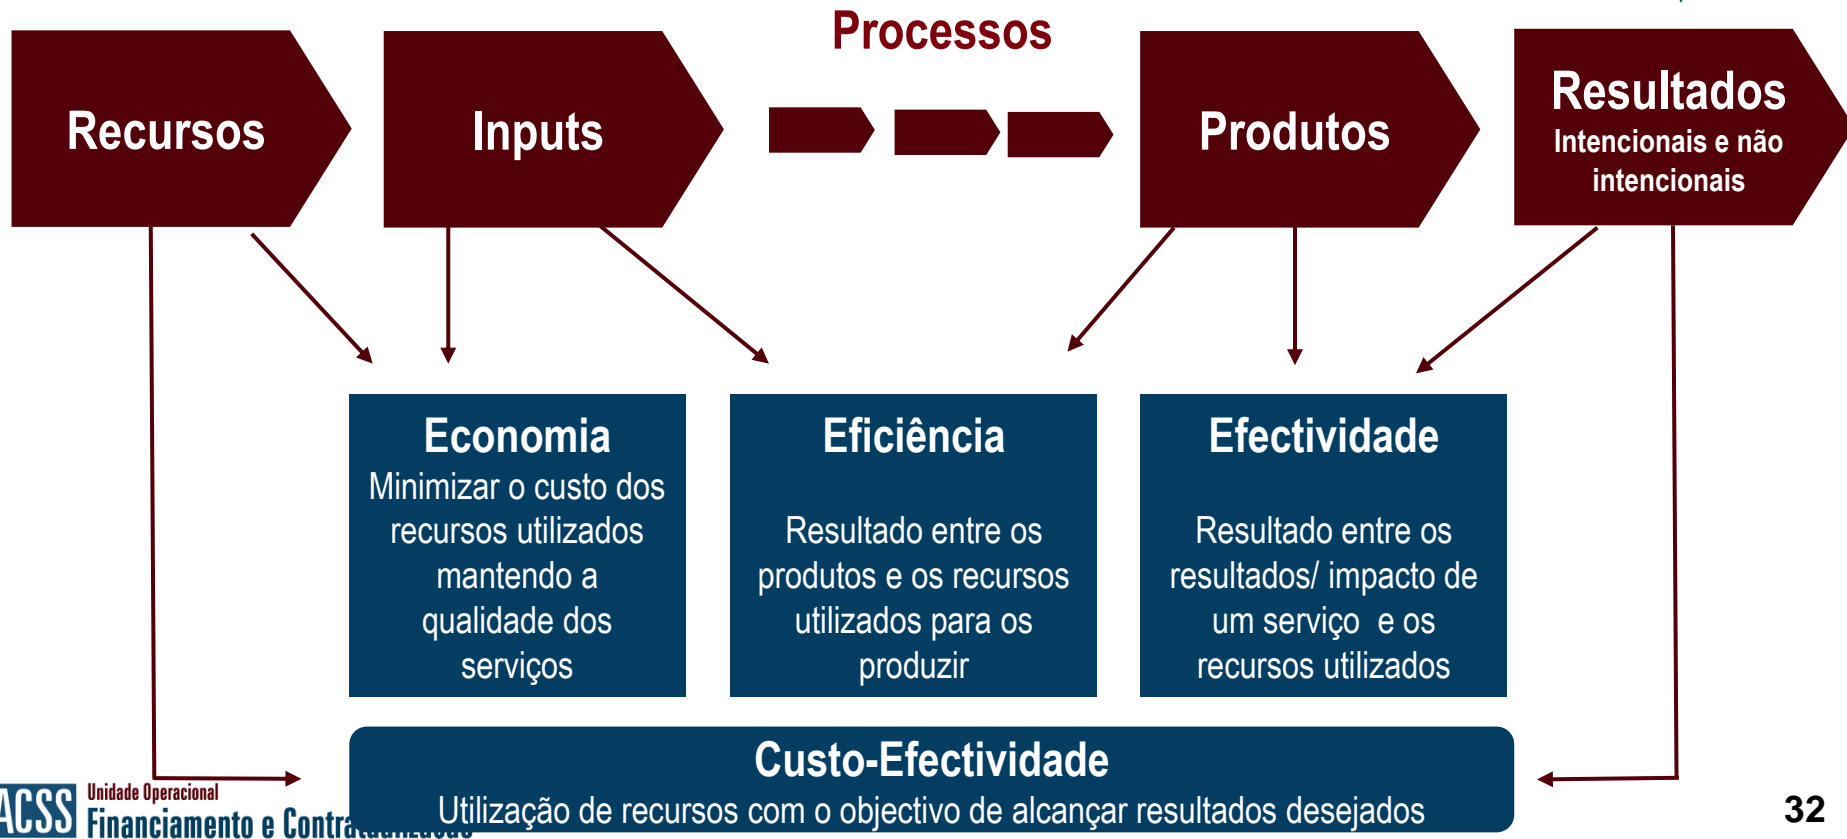 Processos
Recursos
Inputs
Produtos
Resultados
Intencionais e não
intencionais
Economia
Minimizar o custo dos
recursos utilizados
mantendo a
qualidade dos
serviços
Eficiência
Resultado entre os
produtos e os recursos
utilizados para os
produzir
Efectividade
Resultado entre os
resultados/ impacto de
um serviço e os
recursos utilizados
Custo-Efectividade
Utilização de recursos com o objectivo de alcançar resultados desejados
ACSS
Unidade Operacional
Financiamento e
32